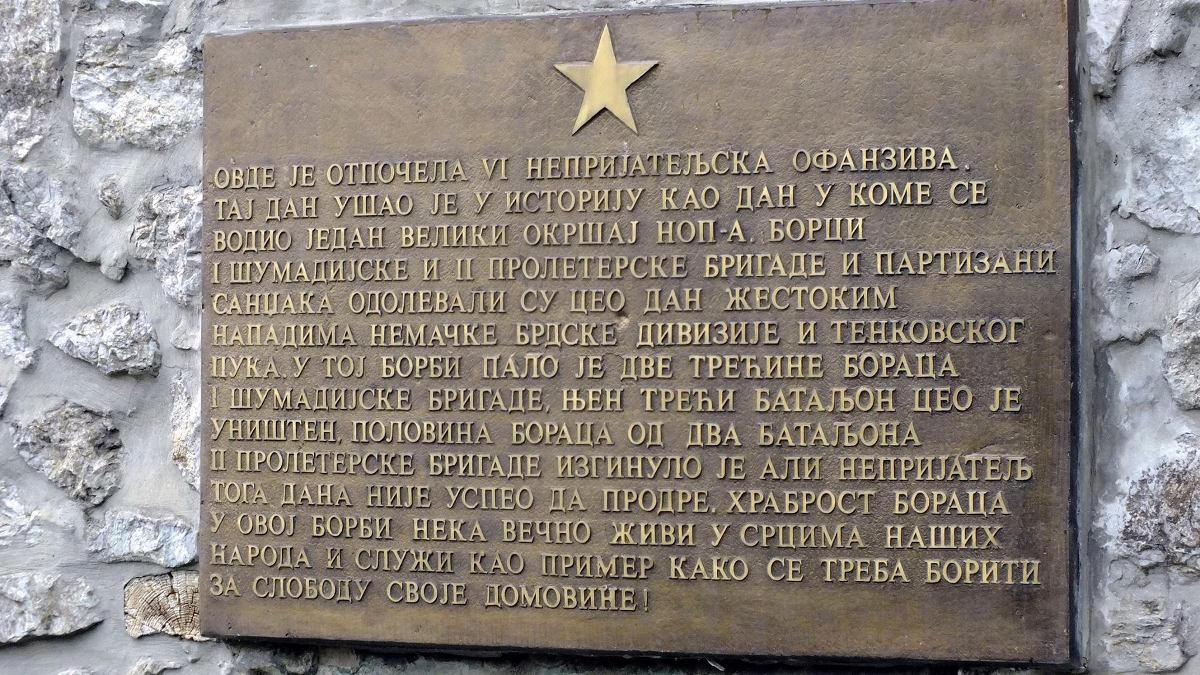 ОВДЕ ЈЕ ОТПОЧЕЛА VI НЕПРИЈАТЕЉСКА ОФАНЗИВА.
ТАЈ ДАН УШАО ЈЕ У ИСТОРИЈУ КАО ДАН У КОМЕ СЕ
ВОДИО ЈЕДАН ВЕЛИКИ ОКРШАЈ НОП-А. БОРЦИ
I ШУМАДИЈСКЕ И II ПРОЛЕТЕРСКЕ БРИГАДЕ И ПАРТИЗАНИ
САНЏАКА ОДОЛЕВАЛИ СУ ЦЕО ДАН ЖЕСТОКИМ
НАПАДИМА НЕМАЧКЕ БРДСКЕ ДИВИЗИЈЕ И ТЕНКОВСКОГ
ПУКА. У ТОЈ БОРБИ ПАЛО ЈЕ ДВЕ ТРЕЋИНЕ БОРАЦА
I ШУМАДИЈСКЕ БРИГАДЕ, ЊЕН ТРЕЋИ БАТАЉОН ЦЕО ЈЕ
УНИШТЕН, ПОЛОВИНА БОРАЦА ОД ДВА БАТАЉОНА
II ПРОЛЕТЕРСКЕ БРИГАДЕ ИЗГИНУЛО ЈЕ АЛИ НЕПРИЈАТЕЉ
ТОГА ДАНА НИЈЕ УСПЕО ДА ПРОДРЕ. ХРАБРОСТ БОРАЦА
У ОВОЈ БОРБИ НЕКА ВЕЧНО ЖИВИ У СРЦИМА НАШИХ
НАРОДА И СЛУЖИ КАО ПРИМЕР КАКО СЕ ТРЕБА БОРИТИ
ЗА СЛОБОДУ СВОЈЕ ДОМОВИНЕ!